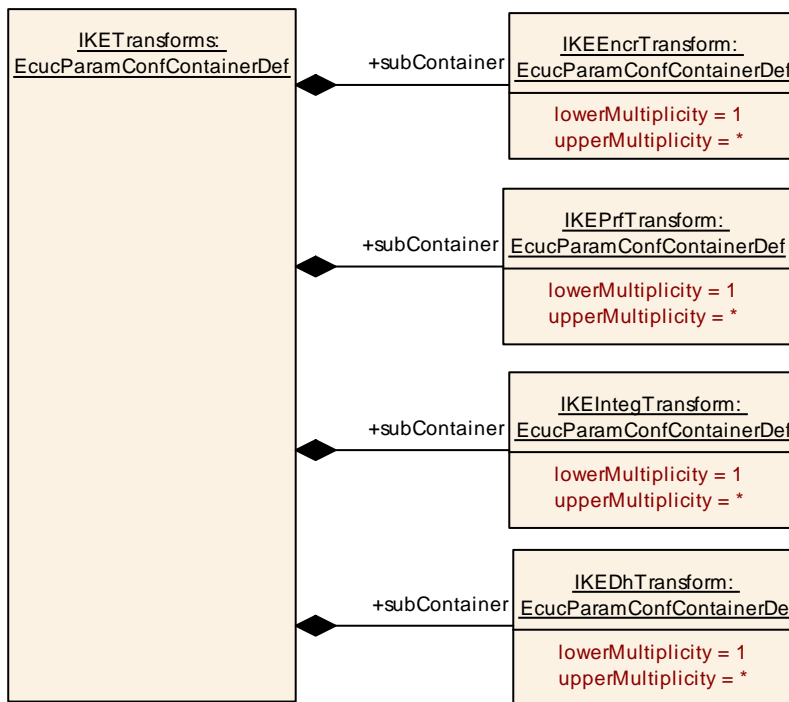 IKETransforms:
EcucParamConfContainerDef
+subContainer
IKEEncrTransform:
EcucParamConfContainerDef
lowerMultiplicity = 1
upperMultiplicity = *
+subContainer
IKEPrfTransform:
EcucParamConfContainerDef
lowerMultiplicity = 1
upperMultiplicity = *
+subContainer
IKEIntegTransform:
EcucParamConfContainerDef
lowerMultiplicity = 1
upperMultiplicity = *
+subContainer
IKEDhTransform:
EcucParamConfContainerDe
lowerMultiplicity = 1
upperMultiplicity = *